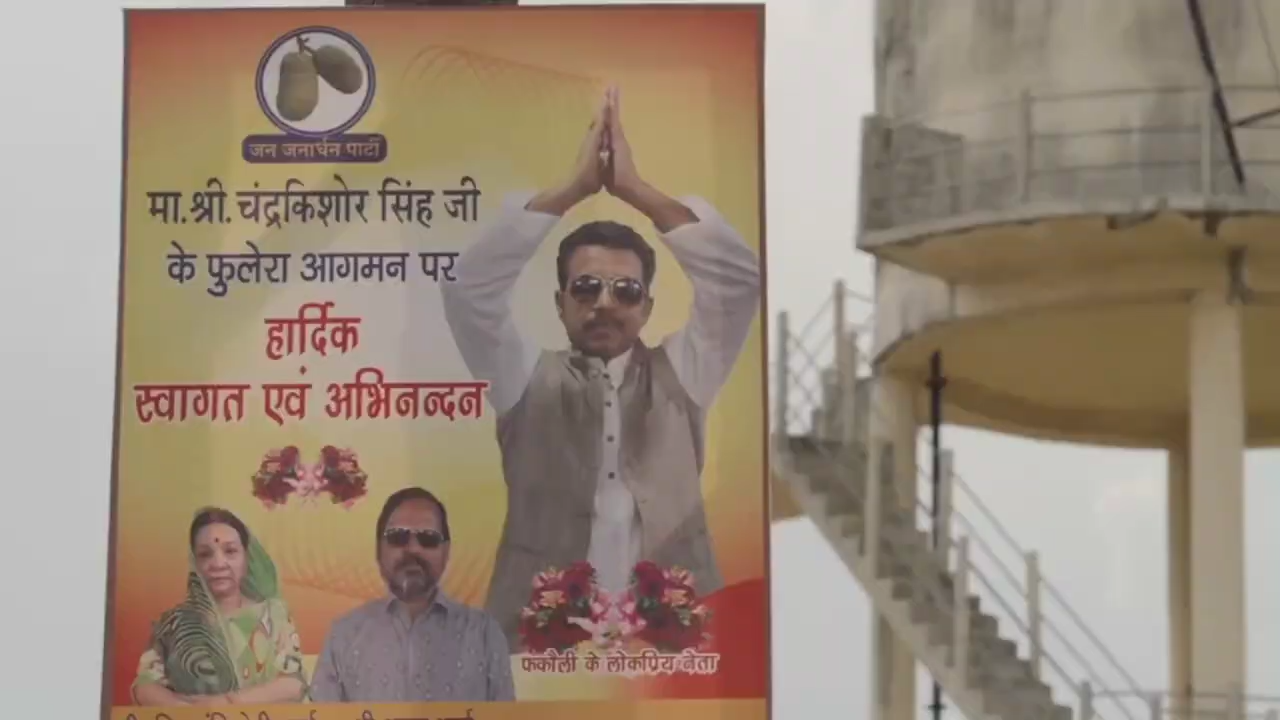 जन जनार्धन पार्टी
मा.श्री.चंद्रकिशोर सिंह जी
के फुलेरा आगमन पर
हार्दिक
स्वागत एवं अभिनन्दन
फकौली के लोकप्रिय नेता